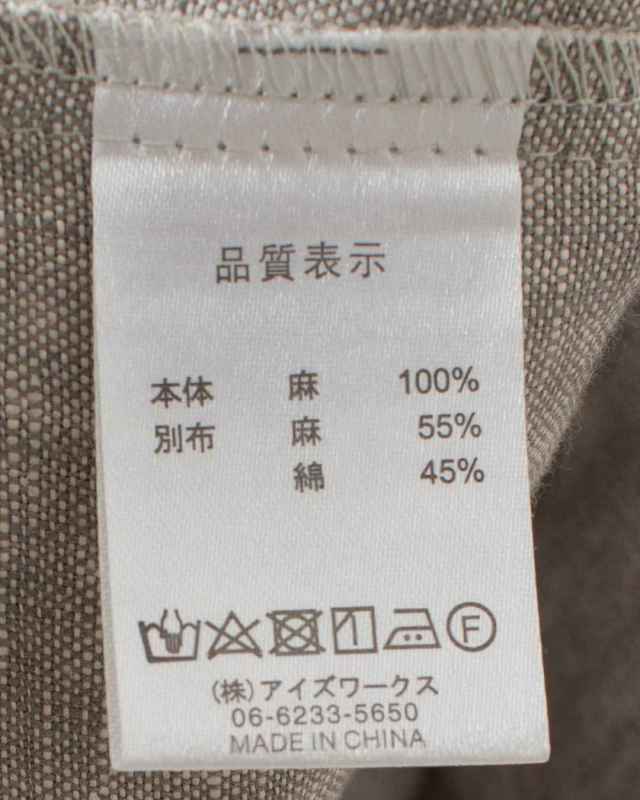 品質表示
本体 麻 100%
別布 麻 55%
綿 45%
F
(株)アイズワークス
06-6233-5650
MADE IN CHINA